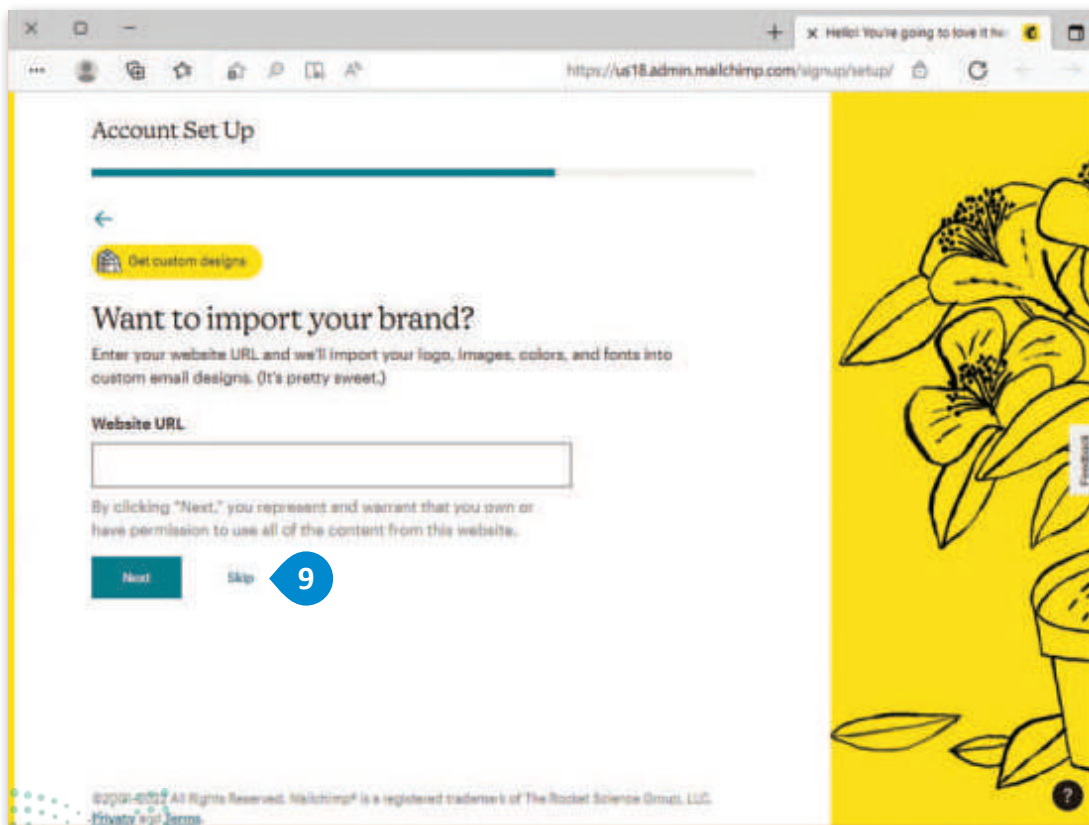 Hello! You're going to love it he
https://us18.admin.mailchimp.com/signup/setup/
Account Set Up
Get custom designs
Want to import your brand?
Enter your website URL and we'll import your logo, images, colors, and fonts into
custom email designs. (It's pretty sweet.)
Website URL
By clicking "Next," you represent and warrant that you own or
have permission to use all of the content from this website.
Next
Skip
9
Feedback
?
All Rights Reserved. Mailchimp® is a registered trademark of The Rocket Science Group, LLC.
Privacy and Terms.